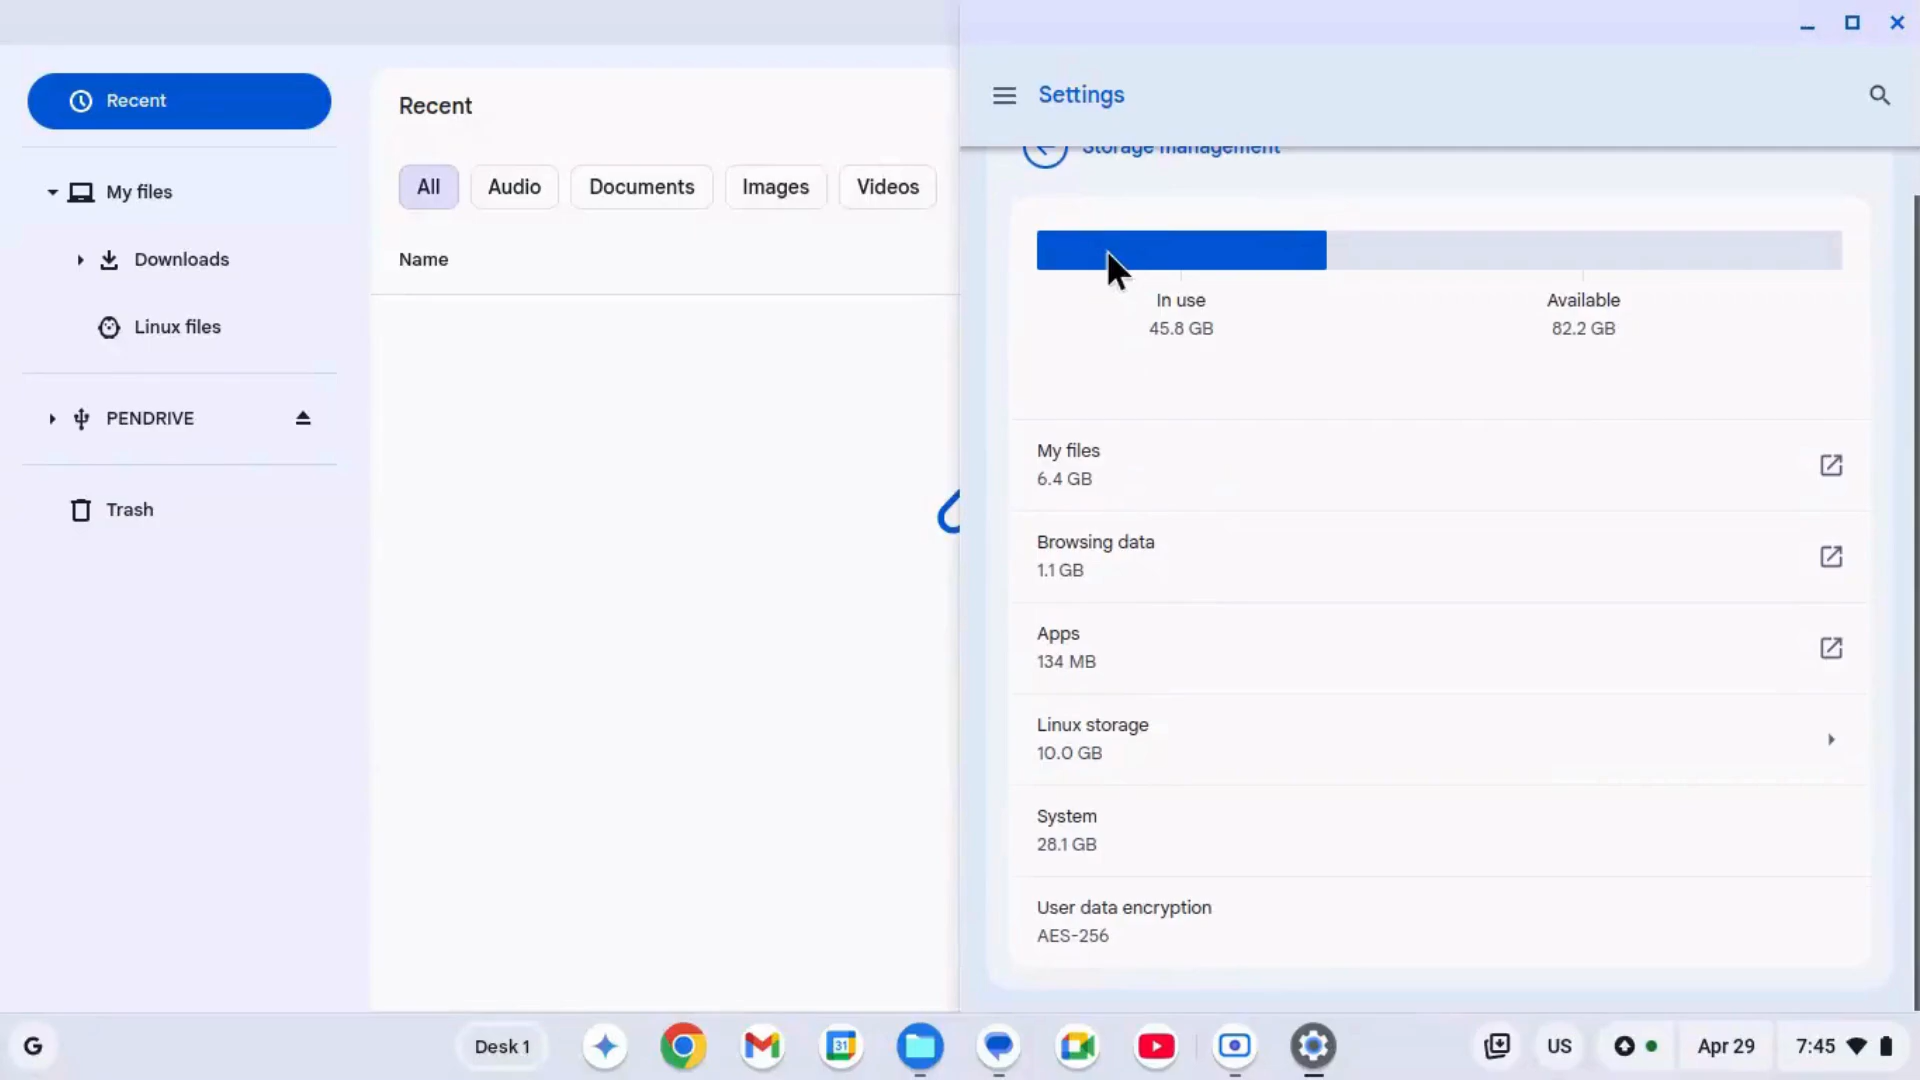 Recent
My files
Downloads
Linux files
PENDRIVE
Trash
Recent
All Audio Documents Images Videos
Name
Settings
Storage management
In use
45.8 GB
Available
82.2 GB
My files
6.4 GB
Browsing data
1.1 GB
Apps
134 MB
Linux storage
10.0 GB
System
28.1 GB
User data encryption
AES-256
G
Desk 1
31
US
Apr 29
7:45